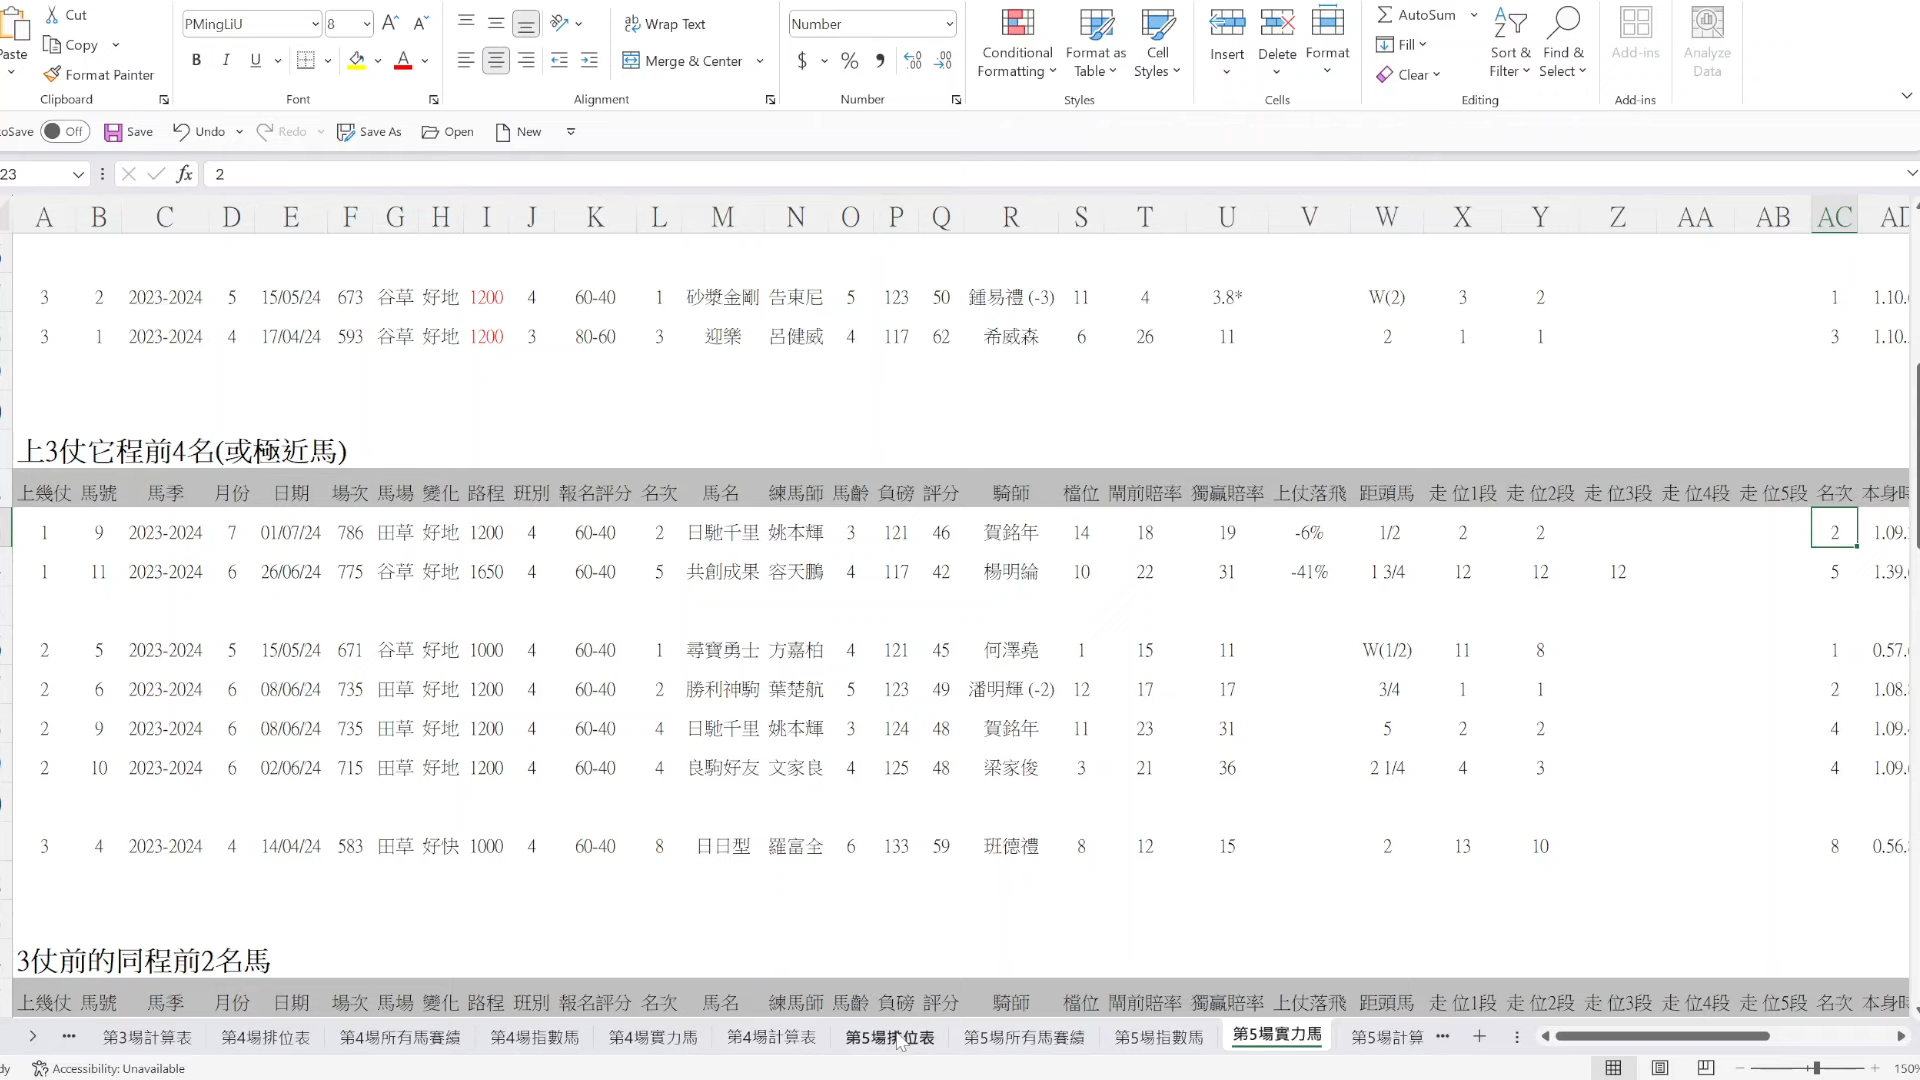 Cut
PMingLiU 8
Wrap Text
Number
AutoSum
Paste
Copy
B I U
Merge & Center
$ %
Conditional Formatting
Format as Table
Cell Styles
Insert
Delete
Format
Fill
Sort & Filter
Find & Select
Add-ins
Analyze Data
Format Painter
Clear
Clipboard
Font
Alignment
Number
Styles
Cells
Editing
Add-ins
oSave Off Save Undo Redo Save As Open New
23 fx 2
A B C D E F G H I J K L M N O P Q R S T U V W X Y Z AA AB AC AD
3 2 2023-2024 5 15/05/24 673 谷草 好地 1200 4 60-40 1 砂漿金剛 告東尼 5 123 50 鍾易禮 (-3) 11 4 3.8* W(2) 3 2 1 1.10.
3 1 2023-2024 4 17/04/24 593 谷草 好地 1200 3 80-60 3 迎樂 呂健威 4 117 62 希威森 6 26 11 2 1 1 3 1.10.
上3仗它程前4名(或極近馬)
上幾仗 馬號 馬季 月份 日期 場次 馬場 變化 路程 班別 報名評分 名次 馬名 練馬師 馬齡 負磅 評分 騎師 檔位 閘前賠率 獨贏賠率 上仗落飛 距頭馬 走 位1段 走 位2段 走 位3段 走 位4段 走 位5段 名次 本身時
1 9 2023-2024 7 01/07/24 786 田草 好地 1200 4 60-40 2 日馳千里 姚本輝 3 121 46 賀銘年 14 18 19 -6% 1/2 2 2 2 1.09.
1 11 2023-2024 6 26/06/24 775 谷草 好地 1650 4 60-40 5 共創成果 容天鵬 4 117 42 楊明綸 10 22 31 -41% 1 3/4 12 12 12 5 1.39.
2 5 2023-2024 5 15/05/24 671 谷草 好地 1000 4 60-40 1 尋寶勇士 方嘉柏 4 121 45 何澤堯 1 15 11 W(1/2) 11 8 1 0.57.
2 6 2023-2024 6 08/06/24 735 田草 好地 1200 4 60-40 2 勝利神駒 葉楚航 5 123 49 潘明輝 (-2) 12 17 17 3/4 1 1 2 1.08.
2 9 2023-2024 6 08/06/24 735 田草 好地 1200 4 60-40 4 日馳千里 姚本輝 3 124 48 賀銘年 11 23 31 5 2 2 4 1.09.
2 10 2023-2024 6 02/06/24 715 田草 好地 1200 4 60-40 4 良駒好友 文家良 4 125 48 梁家俊 3 21 36 2 1/4 4 3 4 1.09.
3 4 2023-2024 4 14/04/24 583 田草 好快 1000 4 60-40 8 日日型 羅富全 6 133 59 班德禮 8 12 15 2 13 10 8 0.56.
3仗前的同程前2名馬
上幾仗 馬號 馬季 月份 日期 場次 馬場 變化 路程 班別 報名評分 名次 馬名 練馬師 馬齡 負磅 評分 騎師 檔位 閘前賠率 獨贏賠率 上仗落飛 距頭馬 走 位1段 走 位2段 走 位3段 走 位4段 走 位5段 名次 本身時
第3場計算表 第4場排位表 第4場所有馬賽績 第4場指數馬 第4場實力馬 第4場計算表 第5場排位表 第5場所有馬賽績 第5場指數馬 第5場實力馬 第5場計算
dy Accessibility: Unavailable 150%